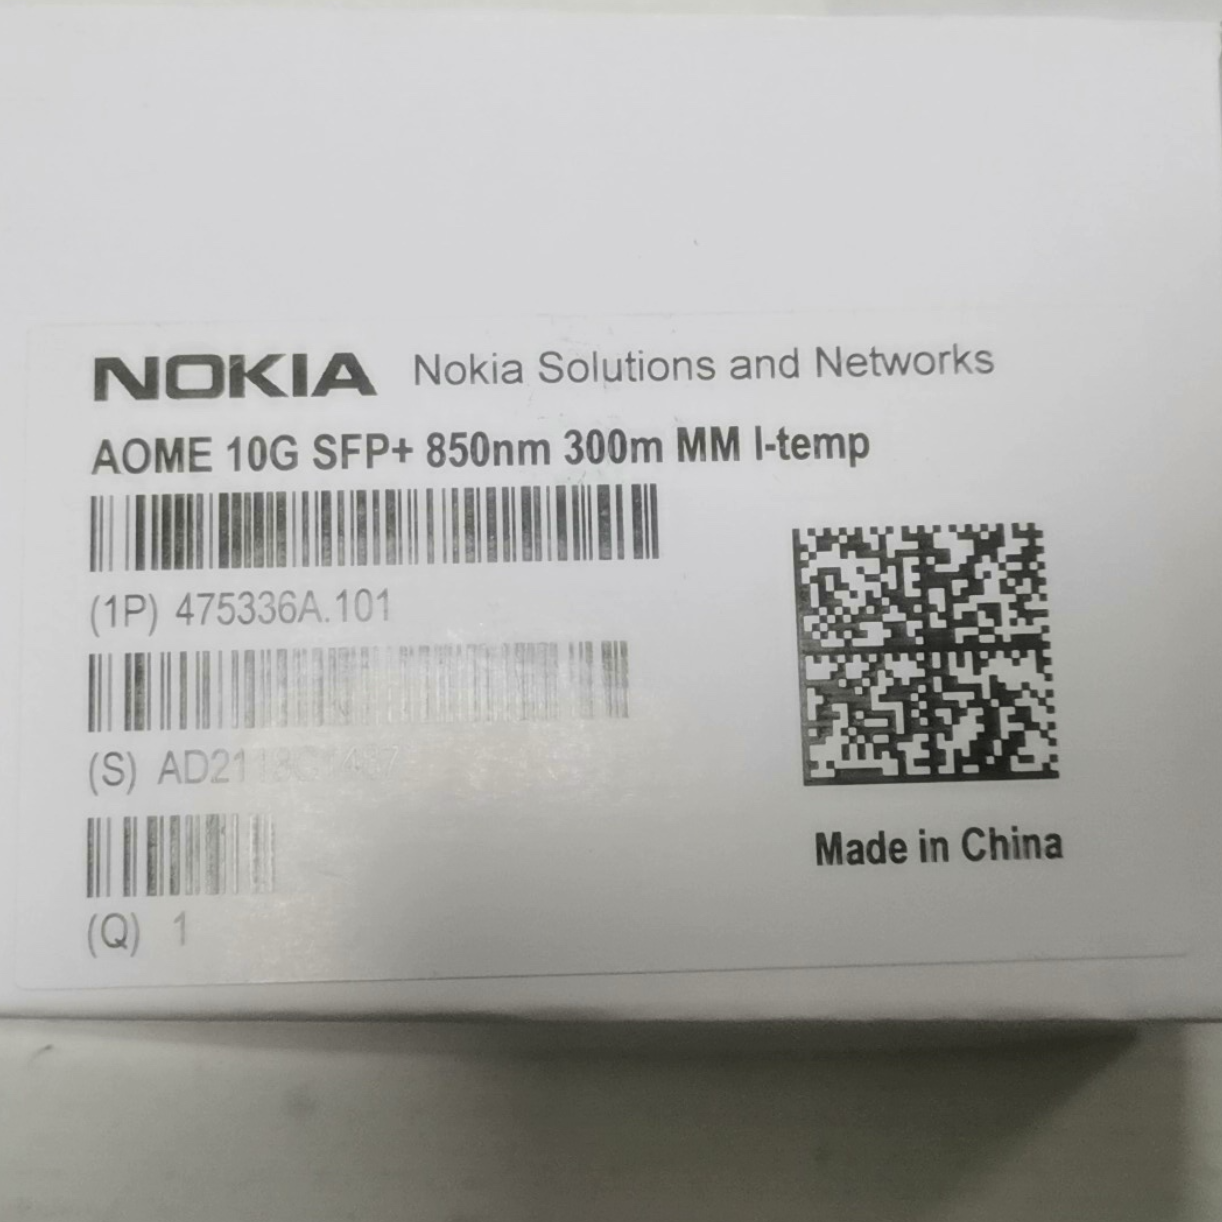 NOKIA Nokia Solutions and Networks
AOME 10G SFP+ 850nm 300m MM I-temp
(1P) 475336A.101
(S)
(Q) 1
Made in China